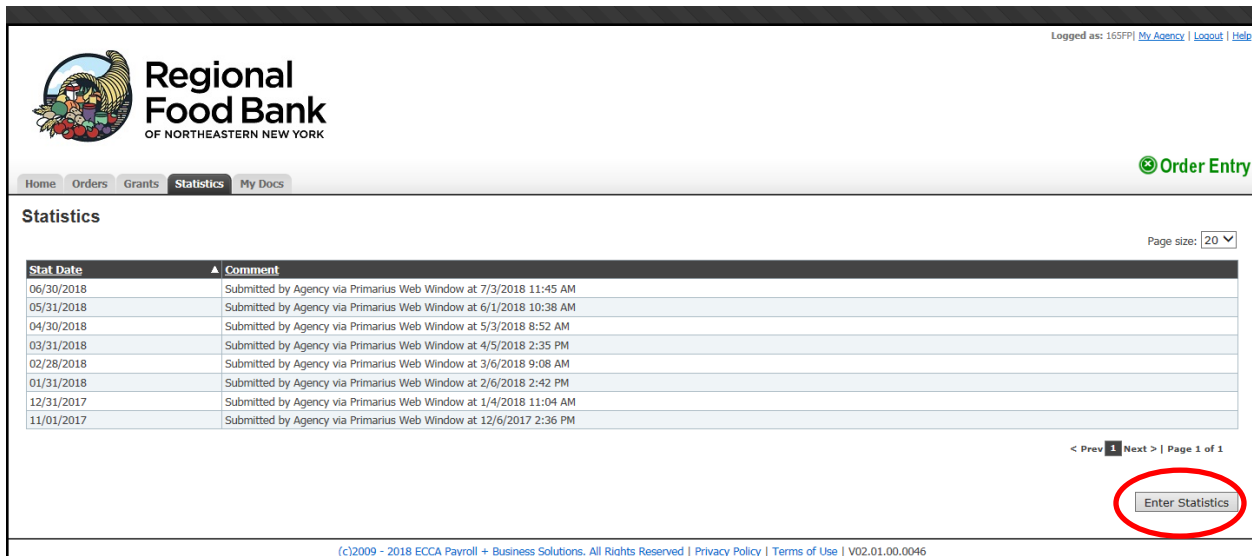 Logged as: 165FP| My Agency | Logout | Help
Regional
Food Bank
OF NORTHEASTERN NEW YORK
Order Entry
Home Orders Grants Statistics My Docs
Statistics
Page size: 20
Stat Date ▲ Comment
06/30/2018 Submitted by Agency via Primarius Web Window at 7/3/2018 11:45 AM
05/31/2018 Submitted by Agency via Primarius Web Window at 6/1/2018 10:38 AM
04/30/2018 Submitted by Agency via Primarius Web Window at 5/3/2018 8:52 AM
03/31/2018 Submitted by Agency via Primarius Web Window at 4/5/2018 2:35 PM
02/28/2018 Submitted by Agency via Primarius Web Window at 3/6/2018 9:08 AM
01/31/2018 Submitted by Agency via Primarius Web Window at 2/6/2018 2:42 PM
12/31/2017 Submitted by Agency via Primarius Web Window at 1/4/2018 11:04 AM
11/01/2017 Submitted by Agency via Primarius Web Window at 12/6/2017 2:36 PM
< Prev 1 Next > | Page 1 of 1
Enter Statistics
(c)2009 - 2018 ECCA Payroll + Business Solutions. All Rights Reserved | Privacy Policy | Terms of Use | V02.01.00.0046